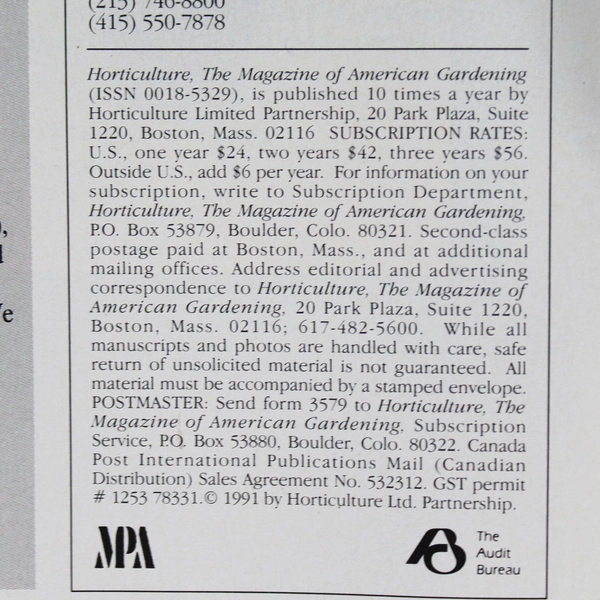 (215) 746-8800
(415) 550-7878
Horticulture, The Magazine of American Gardening
(ISSN 0018-5329), is published 10 times a year by
Horticulture Limited Partnership, 20 Park Plaza, Suite
1220, Boston, Mass. 02116 SUBSCRIPTION RATES:
U.S., one year $24, two years $42, three years $56.
Outside U.S., add $6 per year. For information on your
subscription, write to Subscription Department,
Horticulture, The Magazine of American Gardening,
P.O. Box 53879, Boulder, Colo. 80321. Second-class
postage paid at Boston, Mass., and at additional
mailing offices. Address editorial and advertising
correspondence to Horticulture, The Magazine of
American Gardening, 20 Park Plaza, Suite 1220,
Boston, Mass. 02116; 617-482-5600. While all
manuscripts and photos are handled with care, safe
return of unsolicited material is not guaranteed. All
material must be accompanied by a stamped envelope.
POSTMASTER: Send form 3579 to Horticulture, The
Magazine of American Gardening, Subscription
Service, P.O. Box 53880, Boulder, Colo. 80322. Canada
Post International Publications Mail (Canadian
Distribution) Sales Agreement No. 532312. GST permit
# 1253 78331.© 1991 by Horticulture Ltd. Partnership.
MPA
The
Audit
Bureau